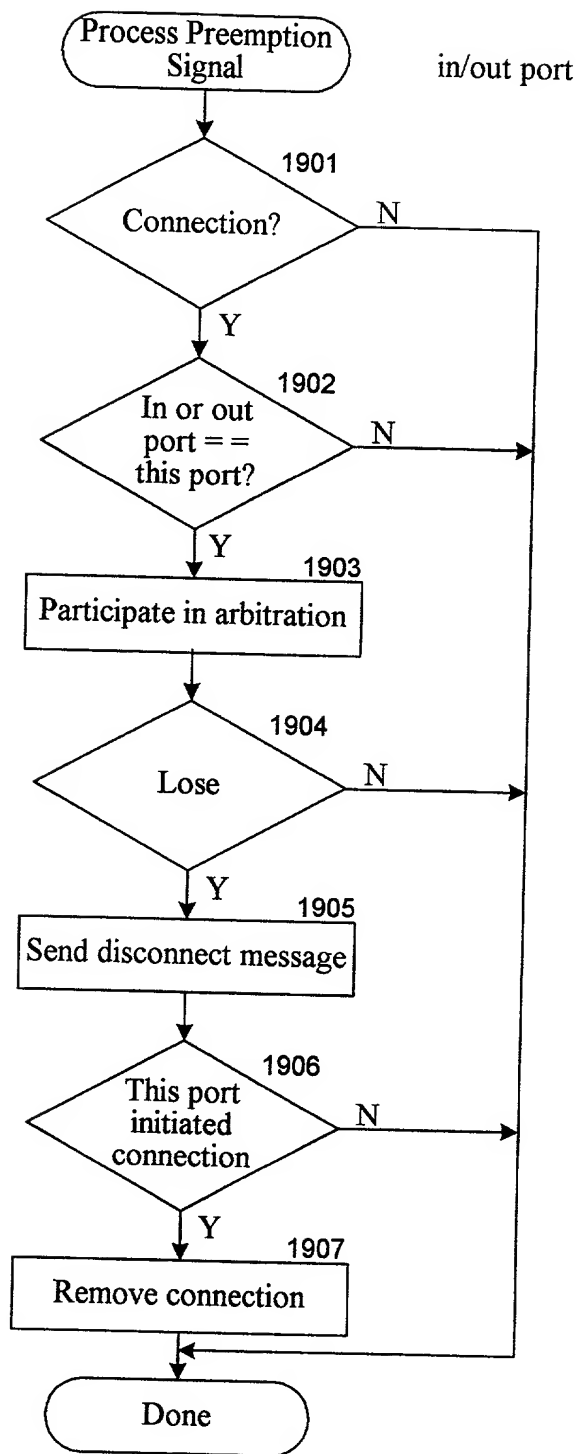 Process Preemption
Signal
in/out port
1901
Connection?
N
Y
1902
In or out
port = =
this port?
N
Y
1903
Participate in arbitration
1904
Lose
N
Y
1905
Send disconnect message
1906
This port
initiated
connection
N
Y
1907
Remove connection
Done